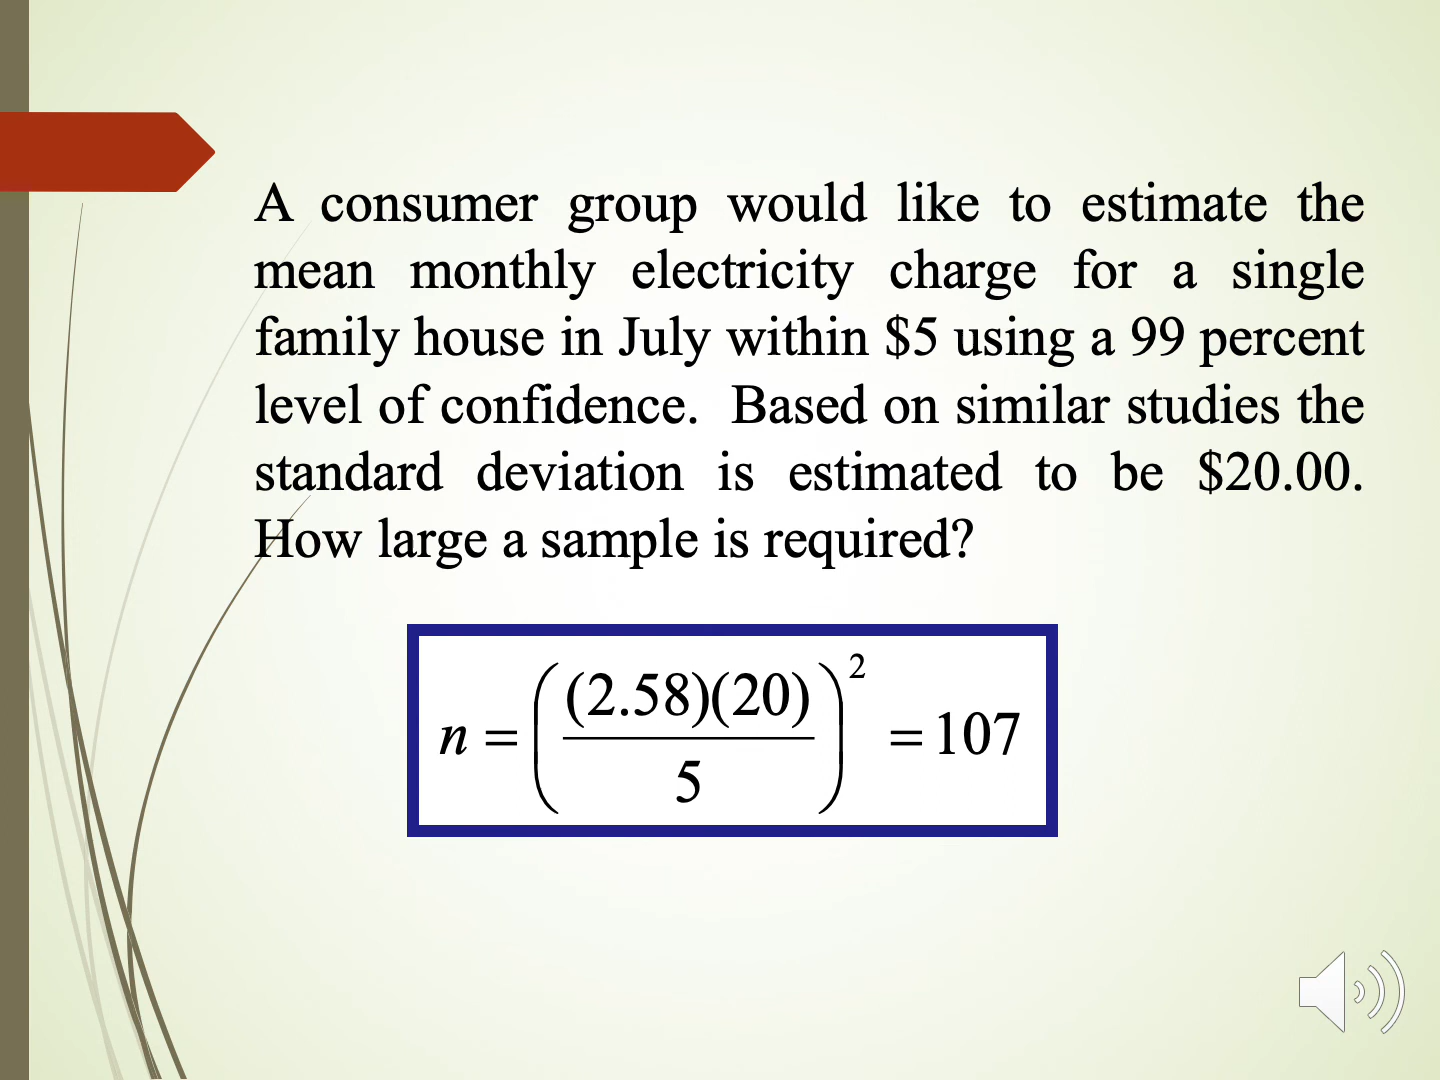 A consumer group would like to estimate the
mean monthly electricity charge for a single
family house in July within $5 using a 99 percent
level of confidence.  Based on similar studies the
standard deviation is estimated to be $20.00.
How large a sample is required?
n = ( (2.58)(20) / 5 )² = 107